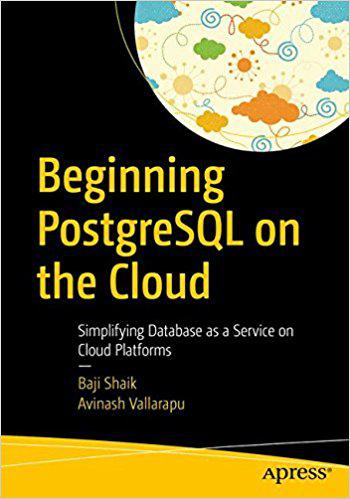 Beginning
PostgreSQL on
the Cloud
Simplifying Database as a Service on
Cloud Platforms
—
Baji Shaik
Avinash Vallarapu
Apress®